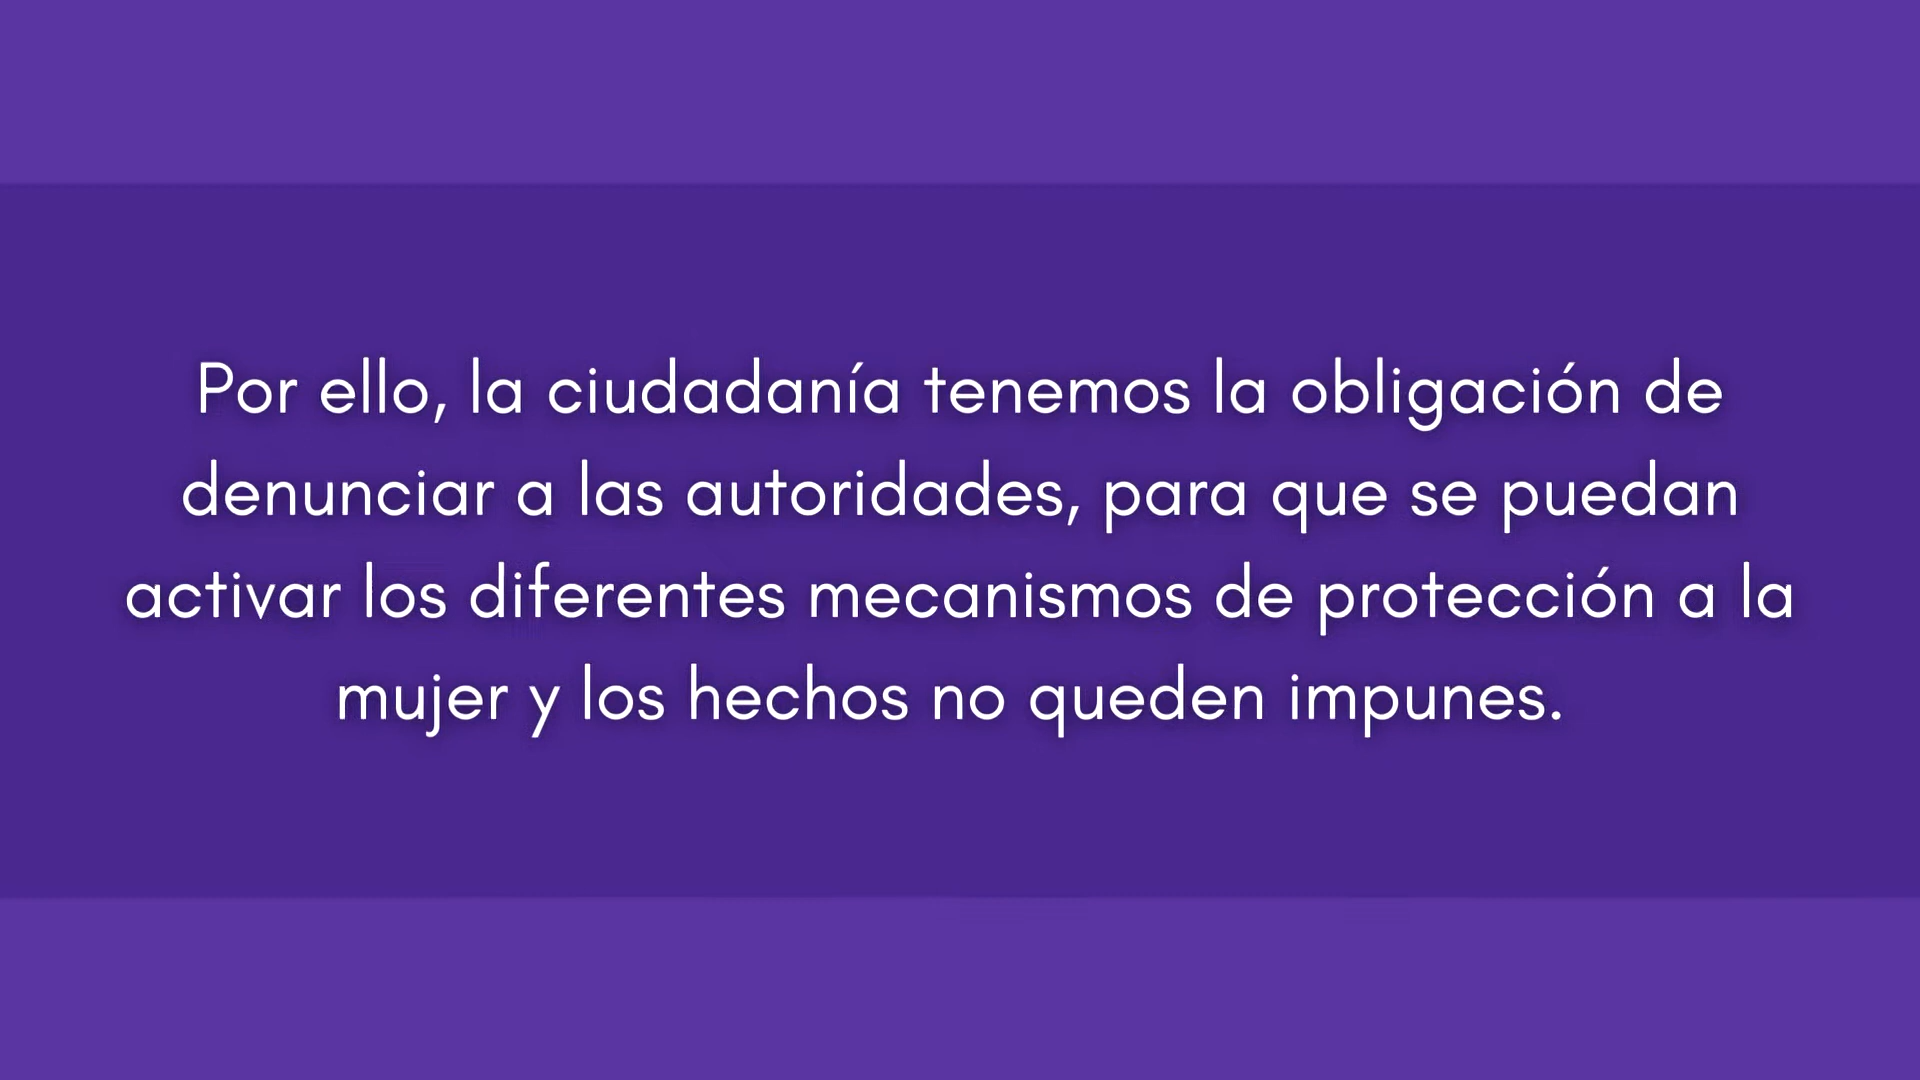 Por ello, la ciudadanía tenemos la obligación de
denunciar a las autoridades, para que se puedan
activar los diferentes mecanismos de protección a la
mujer y los hechos no queden impunes.